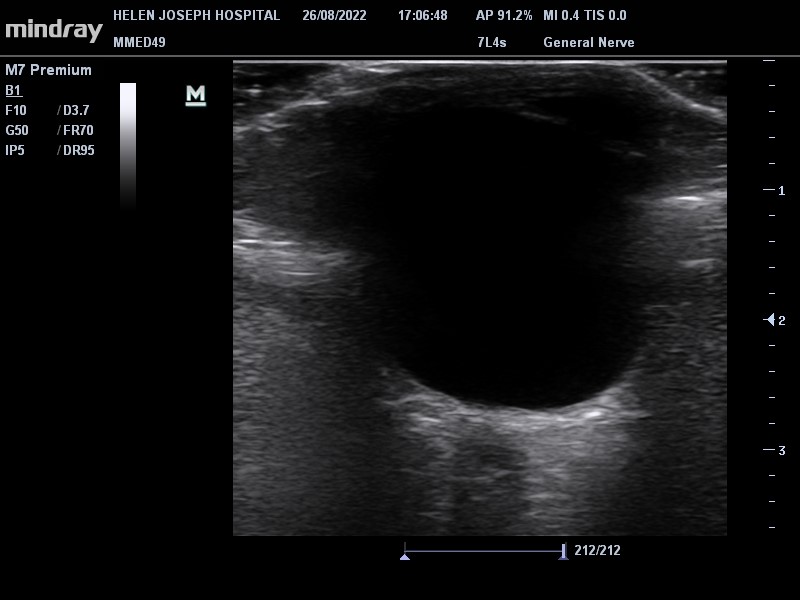 mindray
HELEN JOSEPH HOSPITAL 26/08/2022 17:06:48 AP 91.2% MI 0.4 TIS 0.0
MMED49 7L4s General Nerve
M7 Premium
B1
F10 / D3.7
G50 / FR70
IP5 / DR95
M
1
2
3
212/212